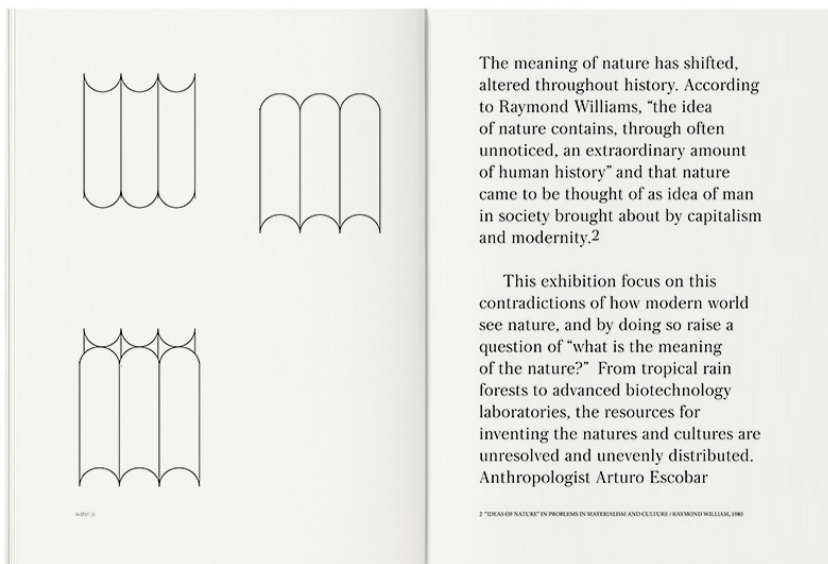 The meaning of nature has shifted,
altered throughout history. According
to Raymond Williams, “the idea
of nature contains, through often
unnoticed, an extraordinary amount
of human history” and that nature
came to be thought of as idea of man
in society brought about by capitalism
and modernity.2
This exhibition focus on this
contradictions of how modern world
see nature, and by doing so raise a
question of “what is the meaning
of the nature?” From tropical rain
forests to advanced biotechnology
laboratories, the resources for
inventing the natures and cultures are
unresolved and unevenly distributed.
Anthropologist Arturo Escobar
2 “IDEAS OF NATURE” IN PROBLEMS IN MATERIALISM AND CULTURE / RAYMOND WILLIAM, 1980